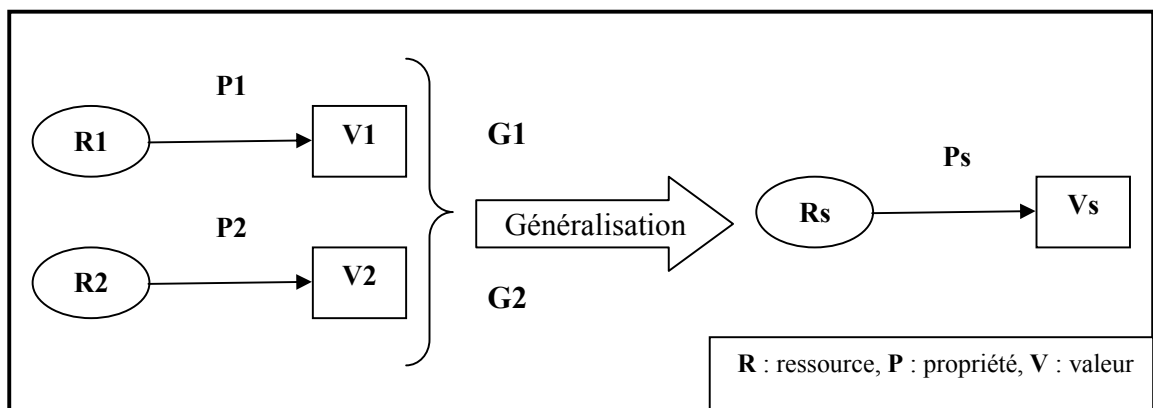 P1
R1
V1
G1
P2
R2
V2
G2
Généralisation
Ps
Rs
Vs
R : ressource, P : propriété, V : valeur